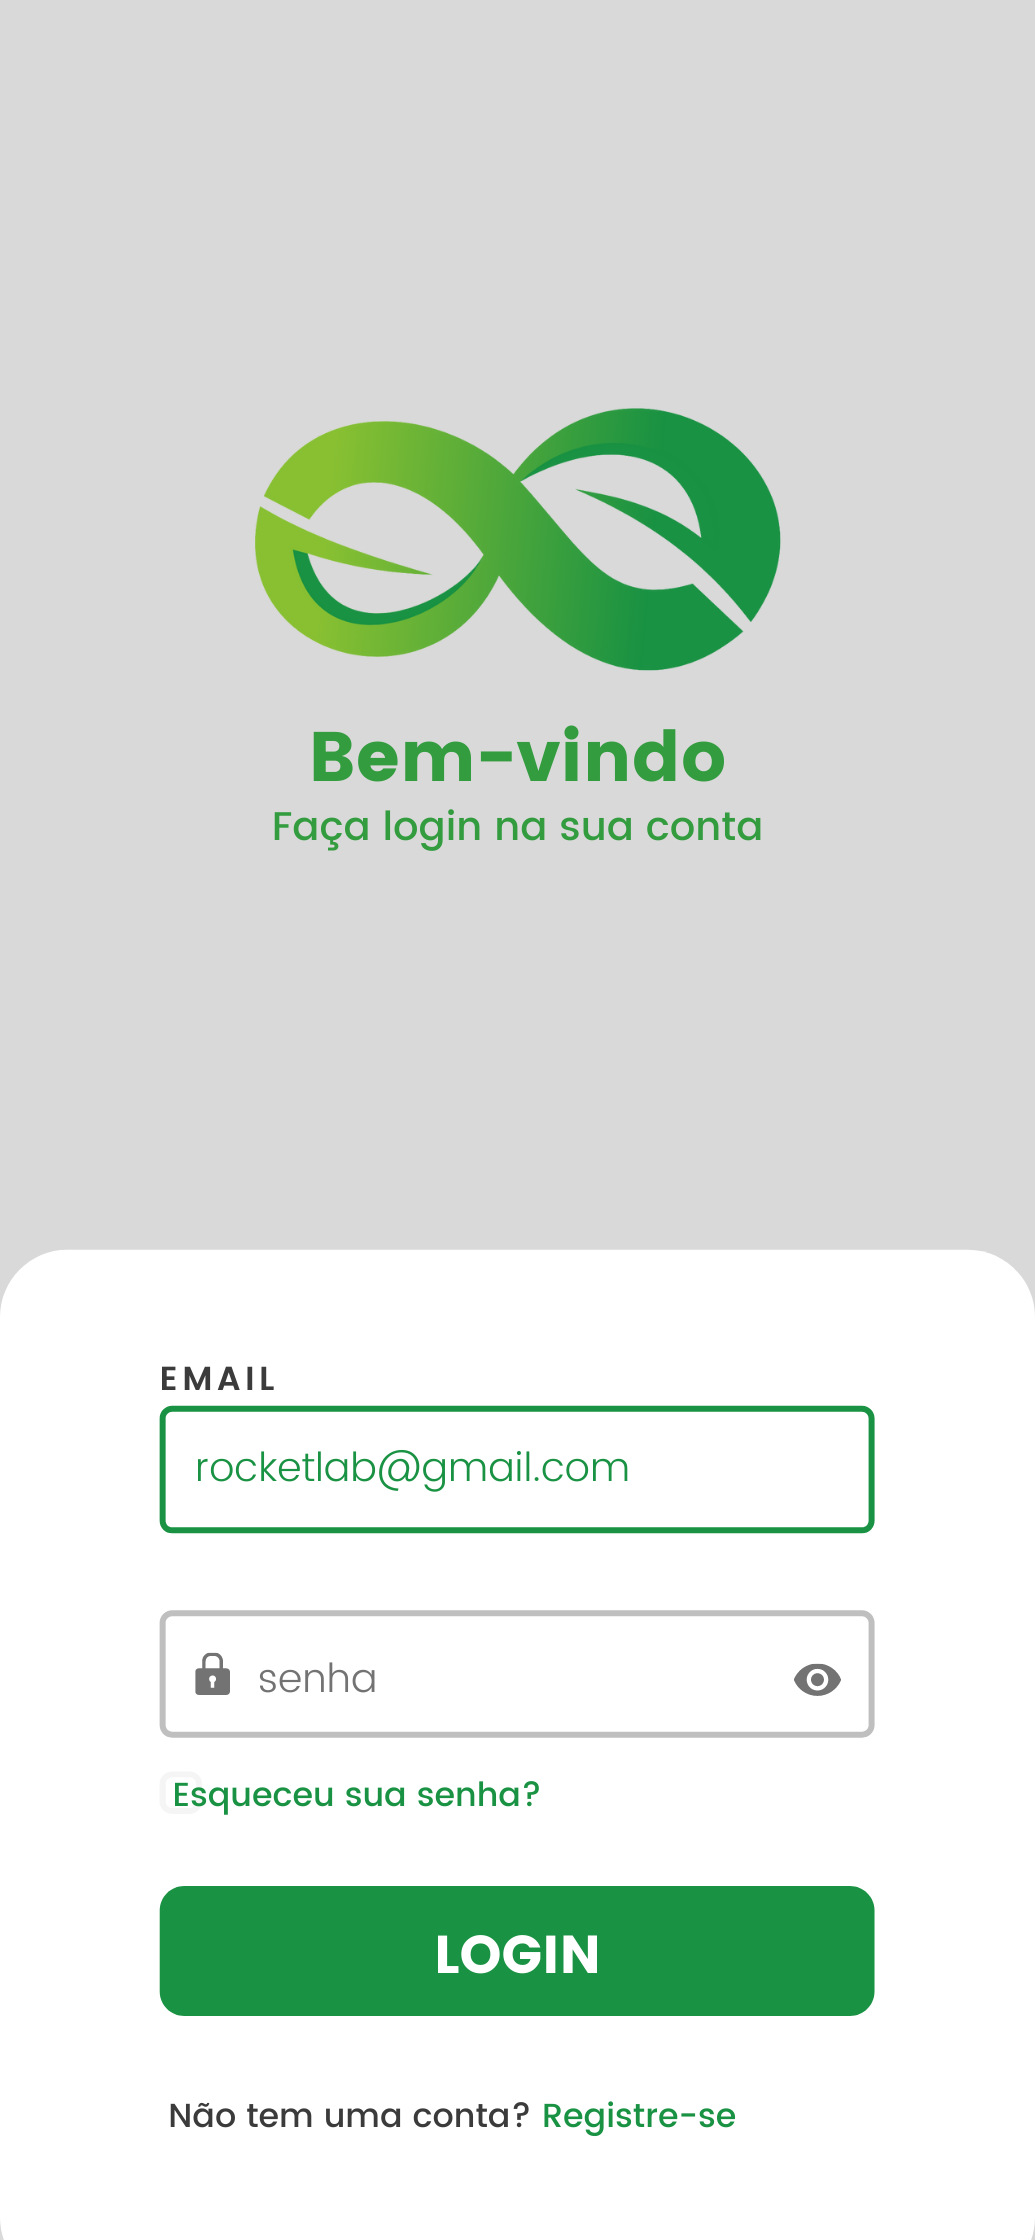 Bem-vindo
Faça login na sua conta
EMAIL
rocketlab@gmail.com
senha
Esqueceu sua senha?
LOGIN
Não tem uma conta? Registre-se